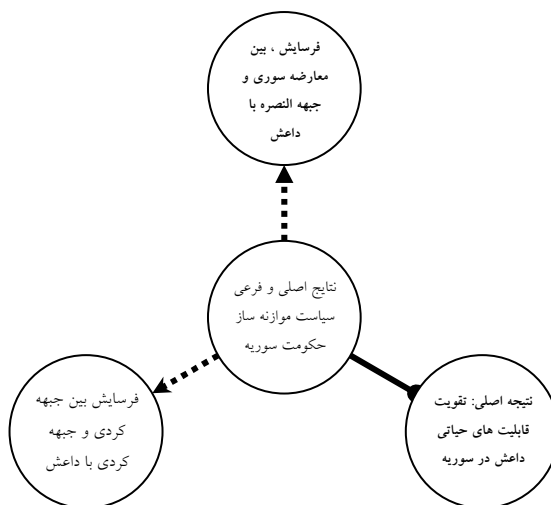 فرسایش ، بین
معارضه سوری و
جبهه النصره با
داعش
نتایج اصلی و فرعی
سیاست موازنه ساز
حکومت سوریه
فرسایش بین جبهه
کردی و جبهه
کردی با داعش
نتیجه اصلی: تقویت
قابلیت های حیاتی
داعش در سوریه